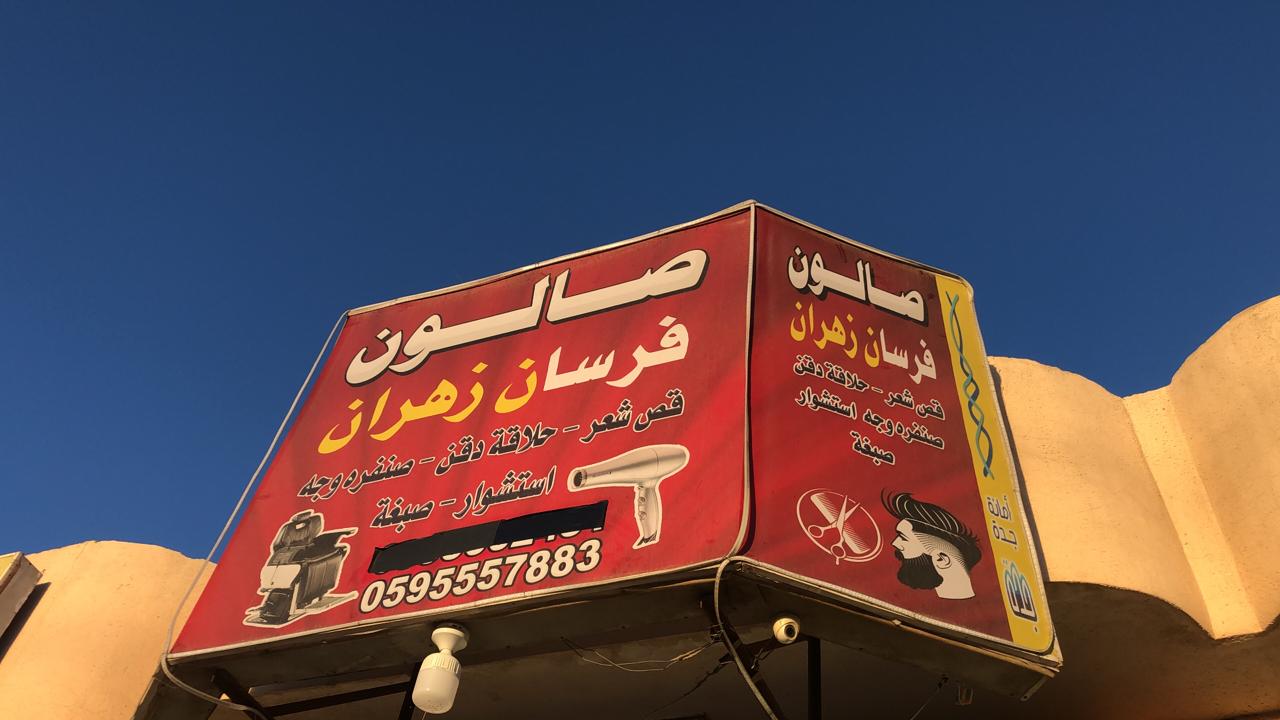 صالون
فرسان زهران
قص شعر - حلاقة دقن - صنفره وجه
استشوار - صبغة
0595557883
صالون
فرسان زهران
قص شعر - حلاقة دقن
صنفره وجه استشوار
صبغة
أمانة
جدة